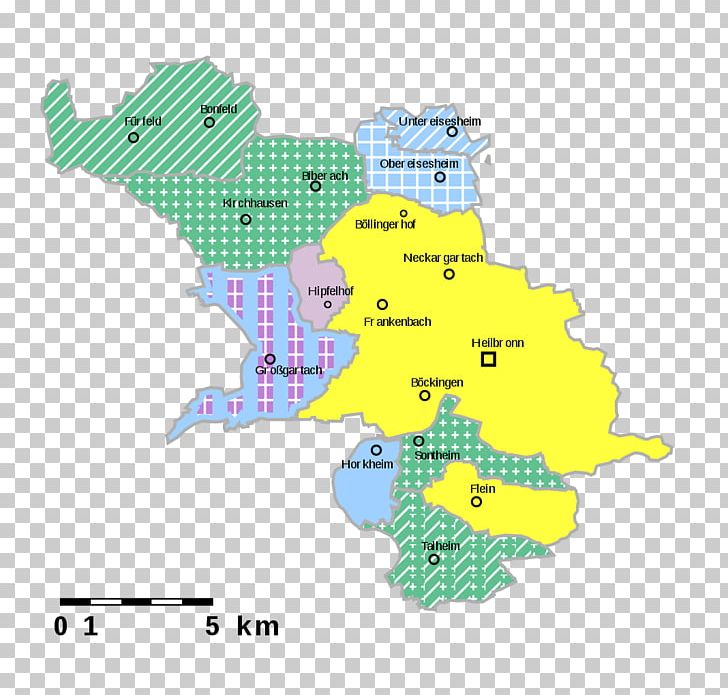 Bonfeld
Fürfeld
Untereisesheim
Obereisesheim
Biberach
Kirchhausen
Böllingerhof
Neckargartach
Hipfelhof
Frankenbach
Heilbronn
Großgartach
Böckingen
Sontheim
Horkheim
Flein
Talheim
0 1 5 km